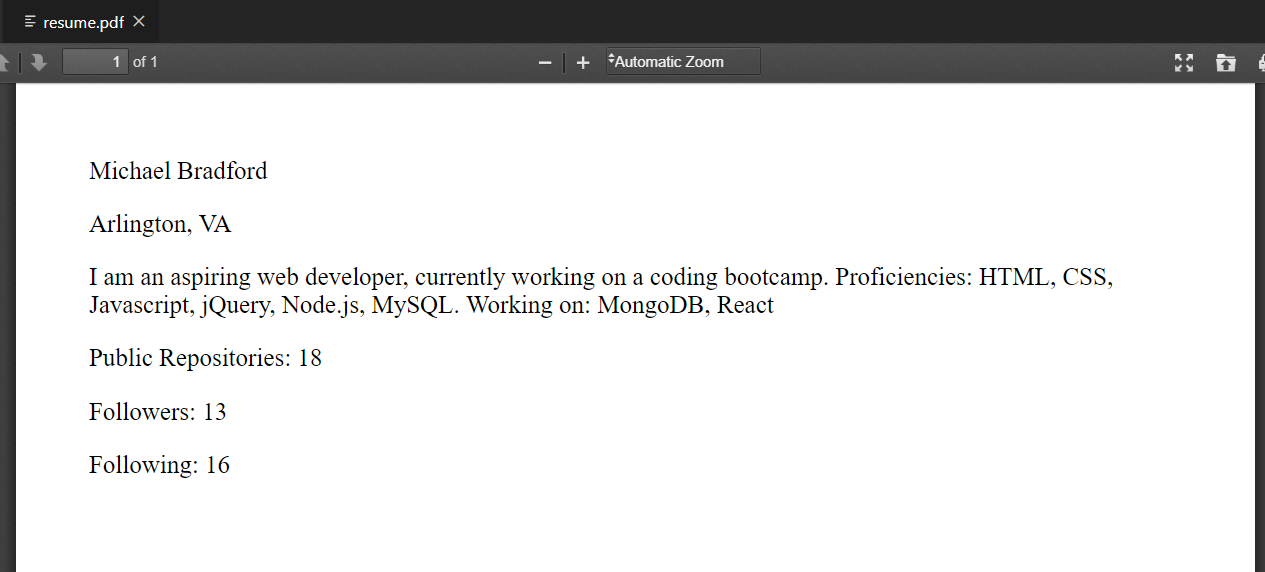 resume.pdf
1 of 1
Automatic Zoom
Michael Bradford
Arlington, VA
I am an aspiring web developer, currently working on a coding bootcamp. Proficiencies: HTML, CSS,
Javascript, jQuery, Node.js, MySQL. Working on: MongoDB, React
Public Repositories: 18
Followers: 13
Following: 16